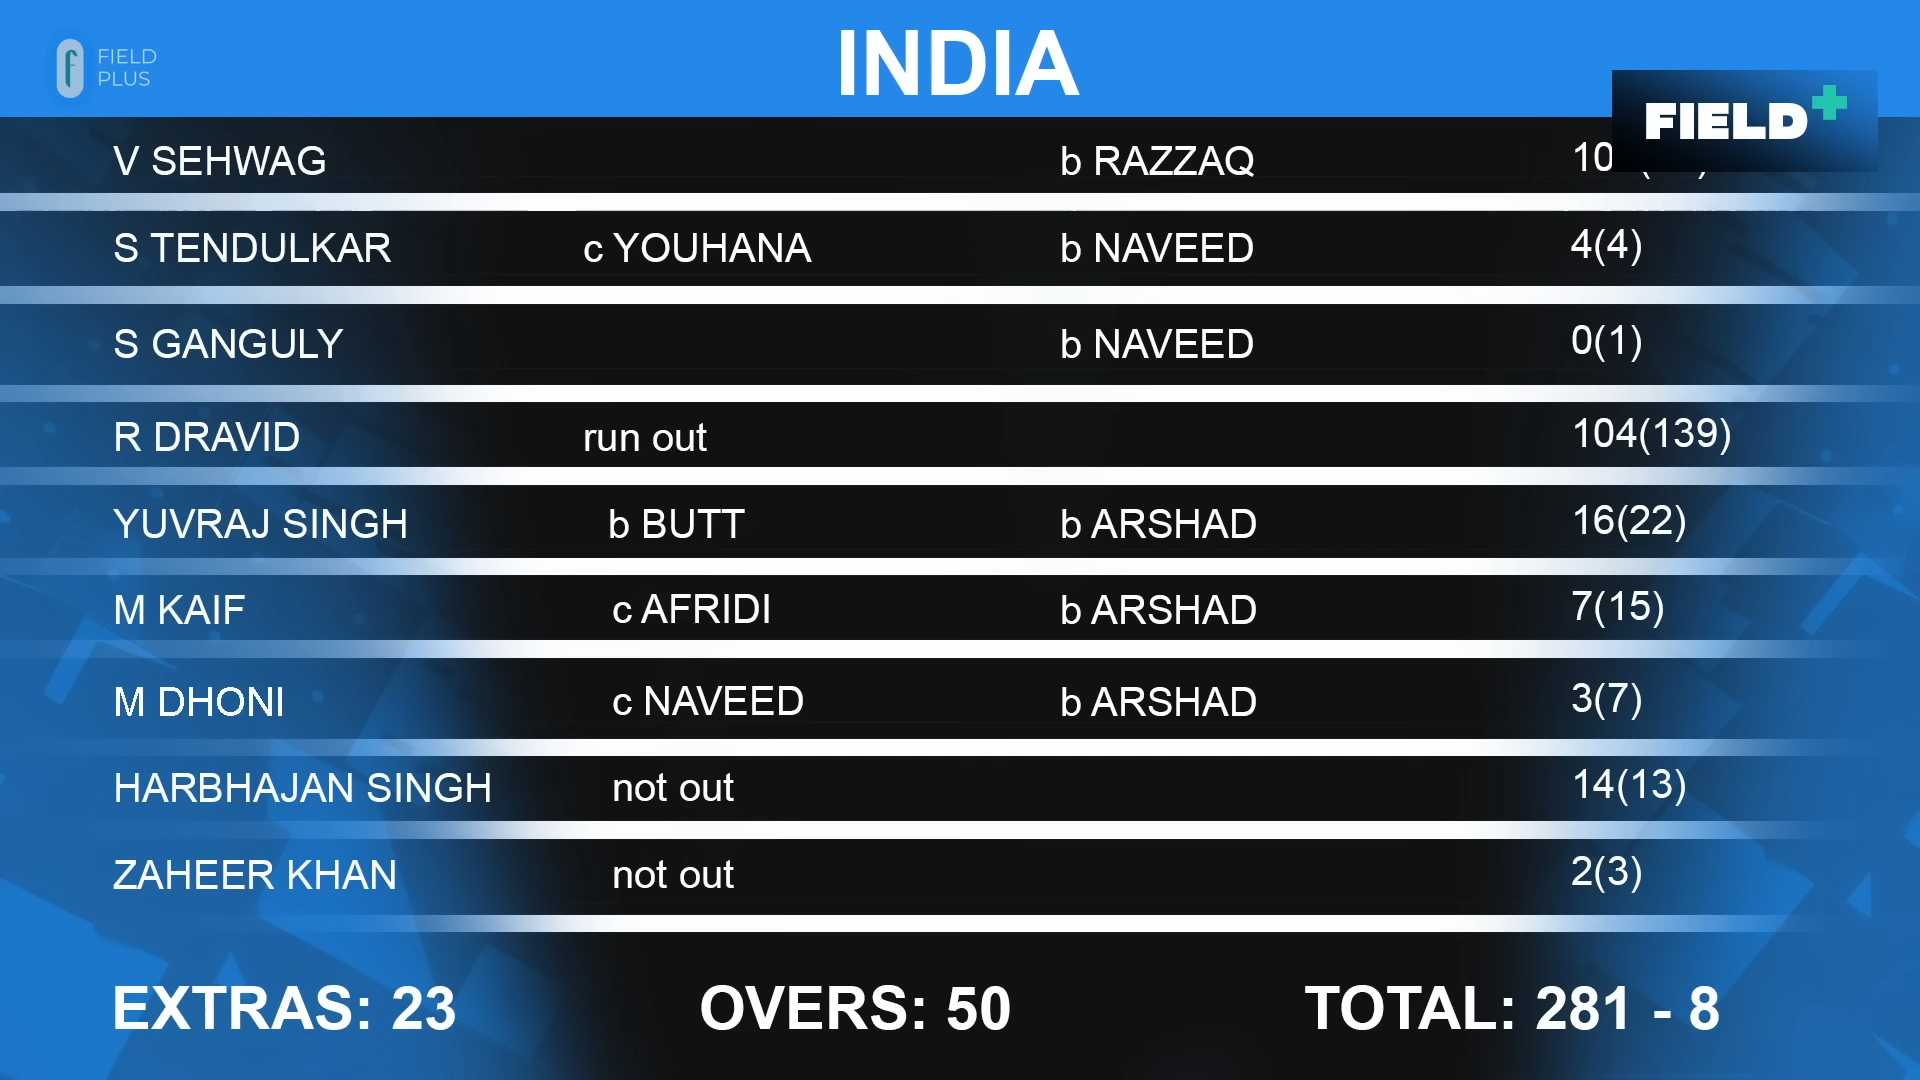 FIELD
PLUS
INDIA
FIELD+
V SEHWAG b RAZZAQ
S TENDULKAR c YOUHANA b NAVEED 4(4)
S GANGULY b NAVEED 0(1)
R DRAVID run out 104(139)
YUVRAJ SINGH b BUTT b ARSHAD 16(22)
M KAIF c AFRIDI b ARSHAD 7(15)
M DHONI c NAVEED b ARSHAD 3(7)
HARBHAJAN SINGH not out 14(13)
ZAHEER KHAN not out 2(3)
EXTRAS: 23 OVERS: 50 TOTAL: 281 - 8